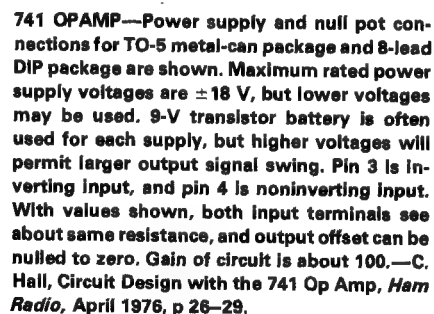 741 OPAMP—Power supply and null pot con-
nections for TO-5 metal-can package and 8-lead
DIP package are shown. Maximum rated power
supply voltages are ±18 V, but lower voltages
may be used. 9-V transistor battery is often
used for each supply, but higher voltages will
permit larger output signal swing. Pin 3 is in-
verting input, and pin 4 is noninverting input.
With values shown, both input terminals see
about same resistance, and output offset can be
nulled to zero. Gain of circuit is about 100.—C.
Hall, Circuit Design with the 741 Op Amp, Ham
Radio, April 1976, p 26–29.